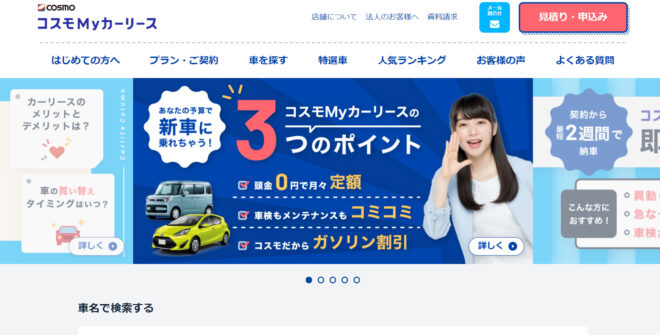 COSMO
コスモMyカーリース
店舗について 法人のお客様へ 資料請求
メール
問合せ
見積り・申込み
はじめての方へ プラン・ご契約 車を探す 特選車 人気ランキング お客様の声 よくある質問
カーリースの
メリットと
デメリットは？
車の買い替え
タイミングはいつ？
詳しく
あなたの予算で
新車に
乗れちゃう！
コスモMyカーリースの
3つのポイント
頭金0円で月々定額
車検もメンテナンスもコミコミ
コスモだからガソリン割引
詳しく
契約から
最短2週間で
納車
コス
即
こんな方に
おすすめ！
異動
急な
車検
車名で検索する